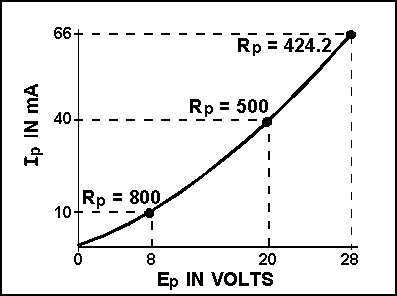 66
Rp = 424.2
40
Rp = 500
Ip IN mA
Rp = 800
10
0 8 20 28
Ep IN VOLTS